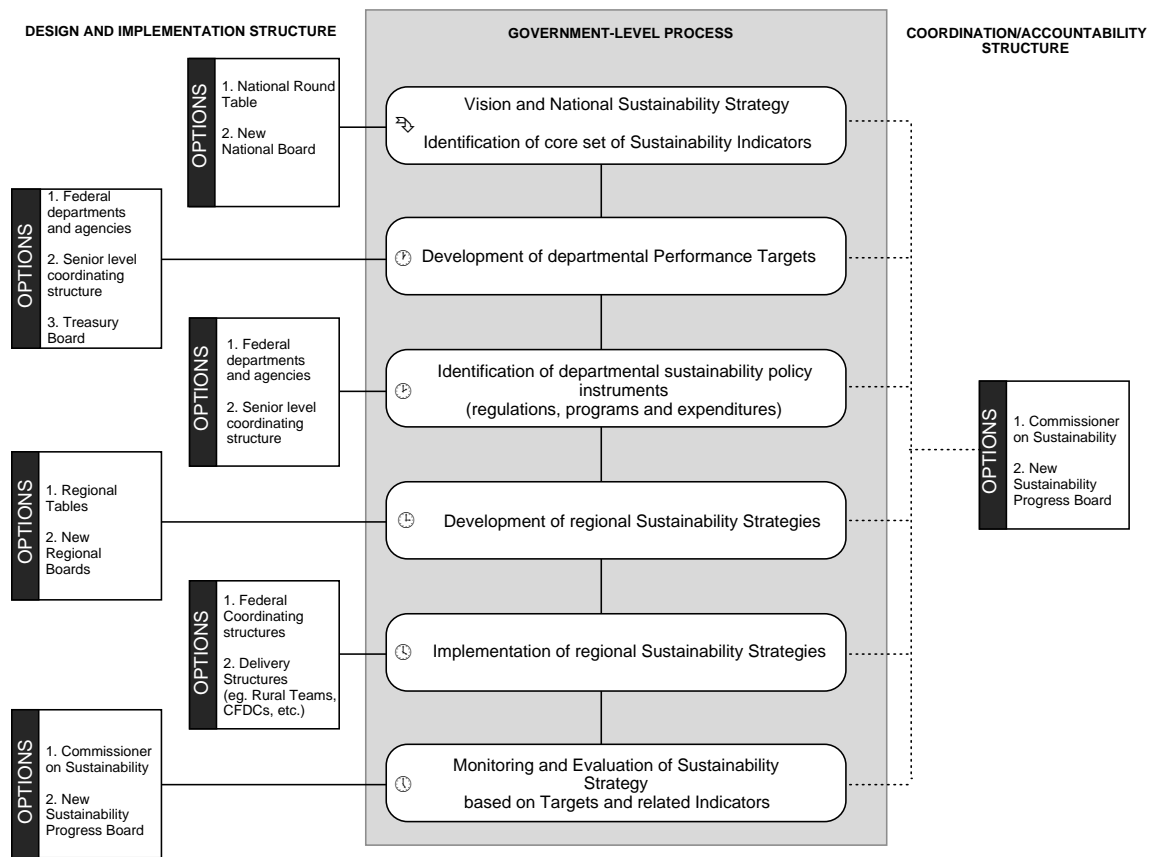 DESIGN AND IMPLEMENTATION STRUCTURE
GOVERNMENT-LEVEL PROCESS
COORDINATION/ACCOUNTABILITY
STRUCTURE
OPTIONS
1. National Round
Table
2. New
National Board
Vision and National Sustainability Strategy
Identification of core set of Sustainability Indicators
OPTIONS
1. Federal
departments
and agencies
2. Senior level
coordinating
structure
3. Treasury
Board
Development of departmental Performance Targets
OPTIONS
1. Federal
departments
and agencies
2. Senior level
coordinating
structure
Identification of departmental sustainability policy
instruments
(regulations, programs and expenditures)
OPTIONS
1. Commissioner
on Sustainability
2. New
Sustainability
Progress Board
OPTIONS
1. Regional
Tables
2. New
Regional
Boards
Development of regional Sustainability Strategies
OPTIONS
1. Federal
Coordinating
structures
2. Delivery
Structures
(eg. Rural Teams,
CFDCs, etc.)
Implementation of regional Sustainability Strategies
OPTIONS
1. Commissioner
on Sustainability
2. New
Sustainability
Progress Board
Monitoring and Evaluation of Sustainability
Strategy
based on Targets and related Indicators